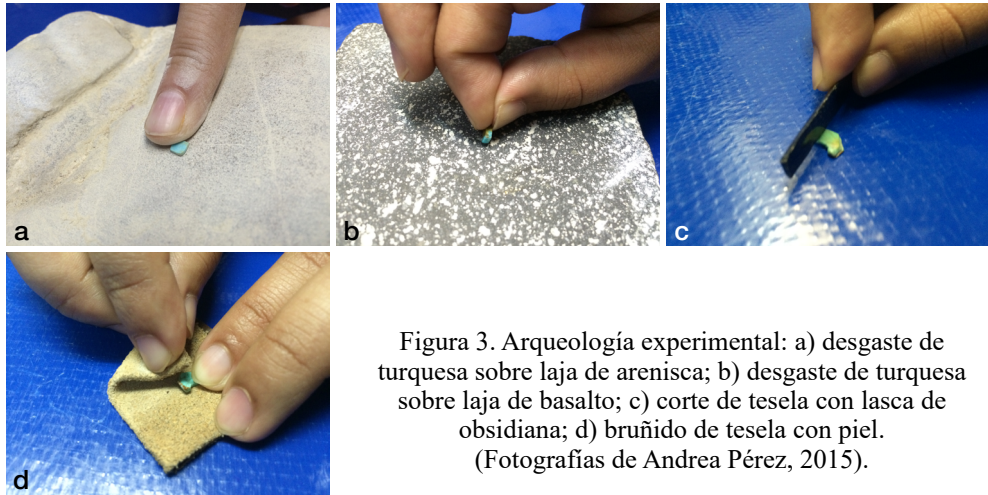 a
b
c
d
Figura 3. Arqueología experimental: a) desgaste de
turquesa sobre laja de arenisca; b) desgaste de turquesa
sobre laja de basalto; c) corte de tesela con lasca de
obsidiana; d) bruñido de tesela con piel.
(Fotografías de Andrea Pérez, 2015).